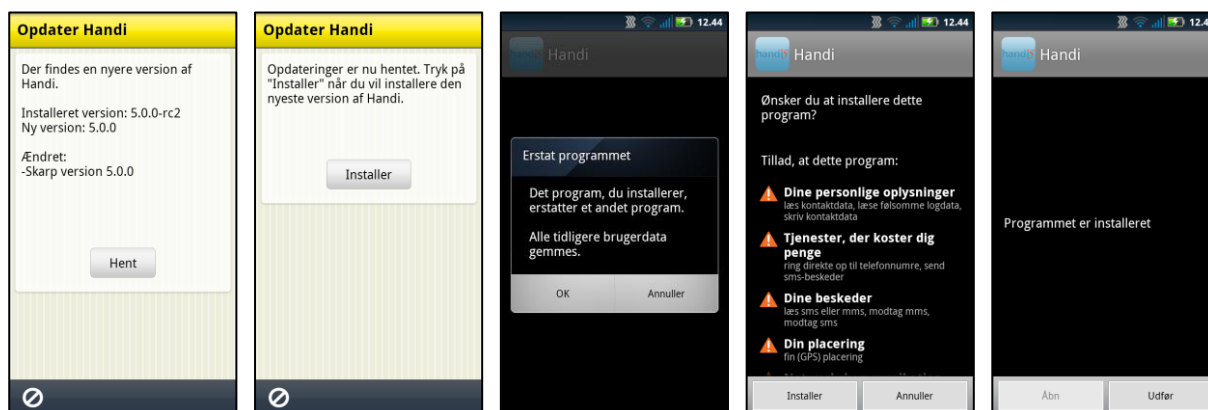 Opdater Handi
Der findes en nyere version af
Handi.
Installeret version: 5.0.0-rc2
Ny version: 5.0.0
Ændret:
-Skarp version 5.0.0
Hent
Opdater Handi
Opdateringer er nu hentet. Tryk på
"Installer" når du vil installere den
nyeste version af Handi.
Installer
12.44
Handi
Erstat programmet
Det program, du installerer,
erstatter et andet program.
Alle tidligere brugerdata
gemmes.
OK Annuller
12.44
Handi
Ønsker du at installere dette
program?
Tillad, at dette program:
Dine personlige oplysninger
læs kontaktdata, læse følsomme logdata,
skriv kontaktdata
Tjenester, der koster dig
penge
ring direkte op til telefonnumre, send
sms-beskeder
Dine beskeder
læs sms eller mms, modtag mms,
modtag sms
Din placering
fin (GPS) placering
Installer Annuller
12.4
Handi
Programmet er installeret
Åbn Udfør